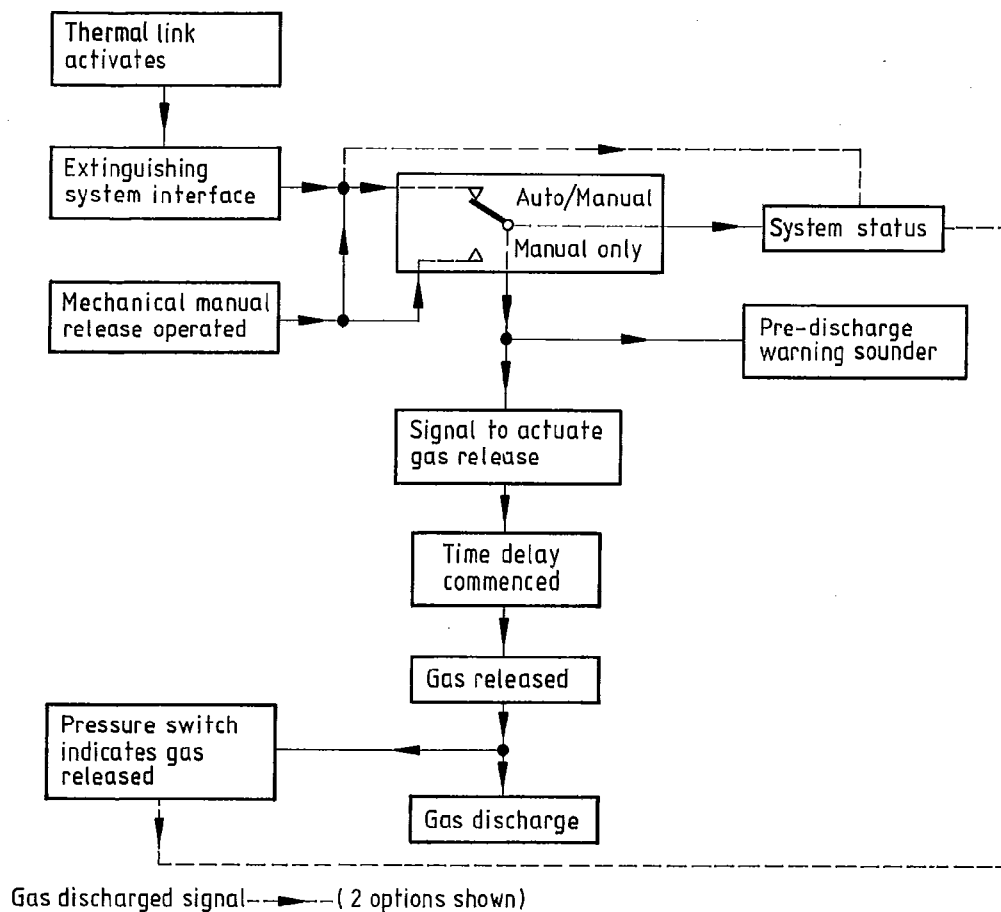 Thermal link
activates
Extinguishing
system interface
Auto/Manual
Manual only
System status
Mechanical manual
release operated
Pre-discharge
warning sounder
Signal to actuate
gas release
Time delay
commenced
Gas released
Pressure switch
indicates gas
released
Gas discharge
Gas discharged signal (2 options shown)